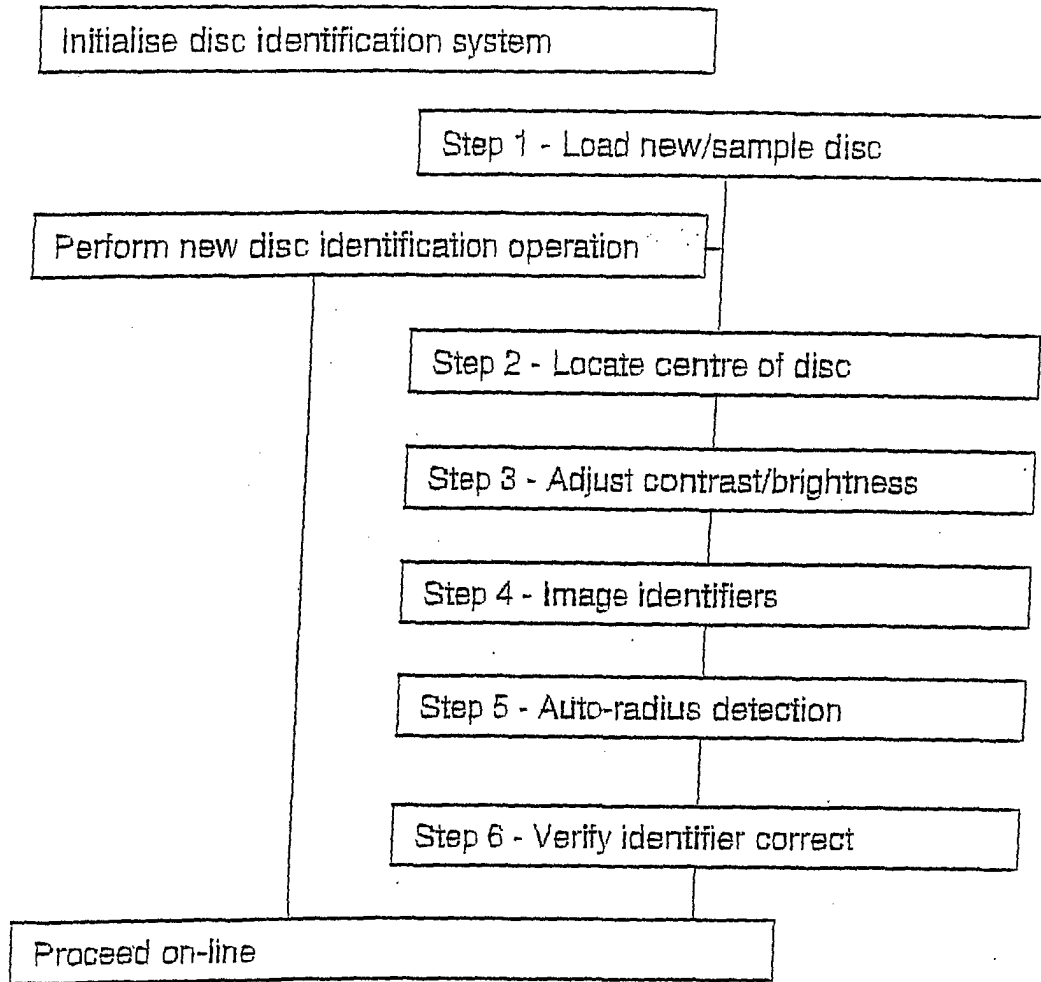 Initialise disc identification system
Step 1 - Load new/sample disc
Perform new disc identification operation
Step 2 - Locate centre of disc
Step 3 - Adjust contrast/brightness
Step 4 - Image identifiers
Step 5 - Auto-radius detection
Step 6 - Verify identifier correct
Proceed on-line